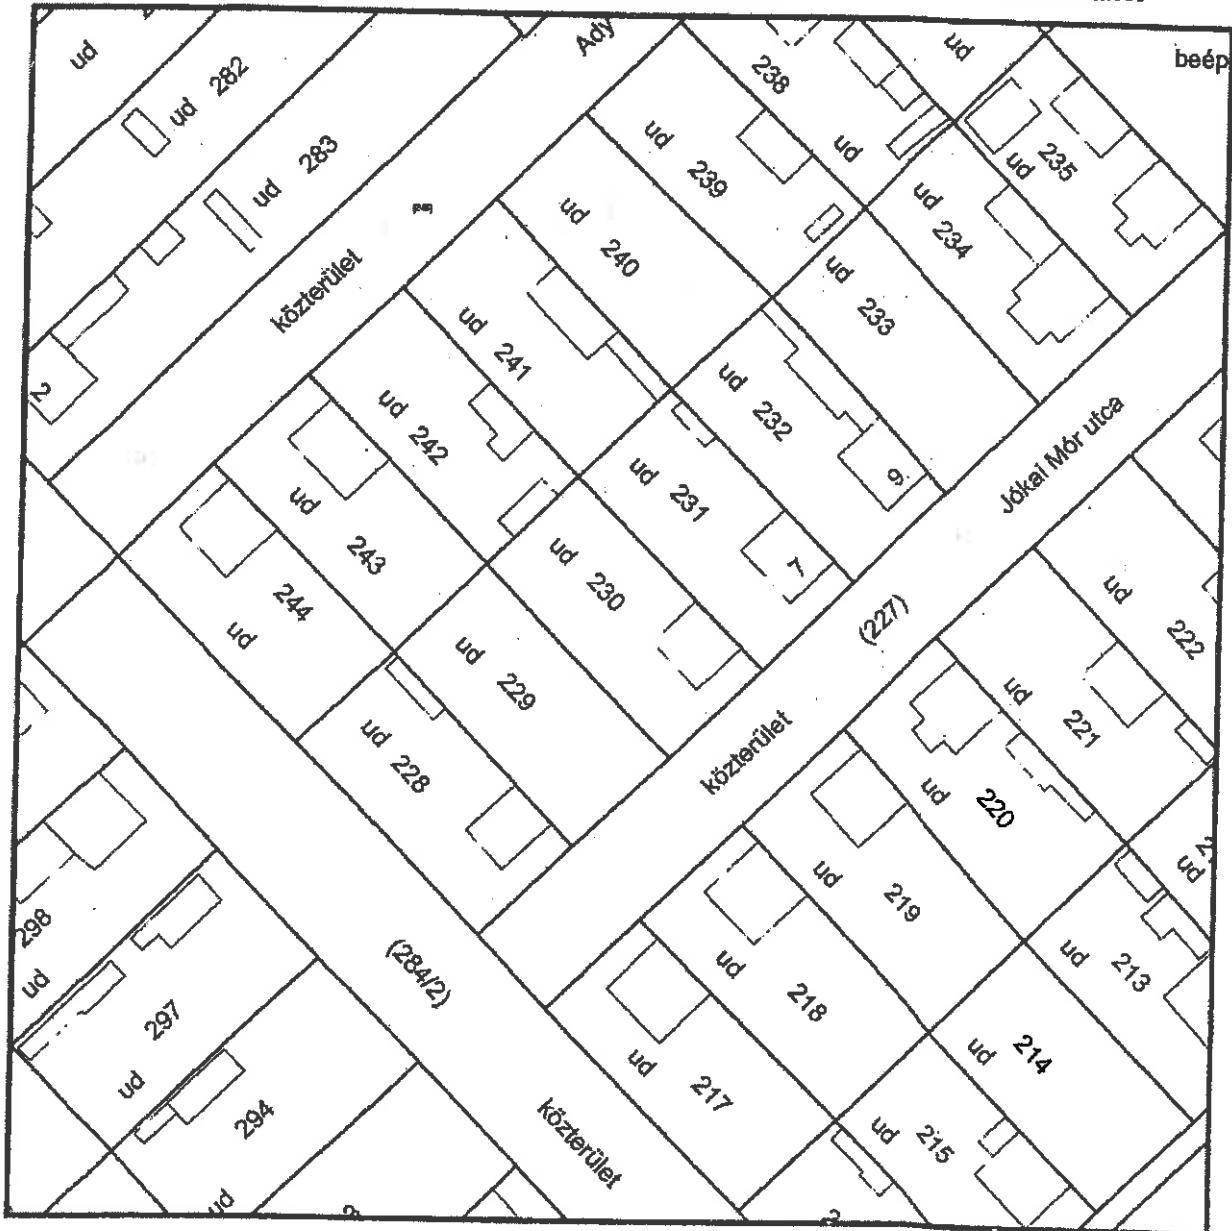 ud
ud 282
ud 283
Ady
238
ud
ud
beép
ud 235
ud 239
ud 234
ud 240
ud 233
közterület
2
ud 241
ud 232
9
ud 242
ud 231
7
Jókai Mór utca
ud 243
ud 230
(227)
ud 222
244 ud
ud 229
ud 221
közterület
ud 228
ud 220
ud
298
ud
ud 219
ud 213
(284/2)
297
ud
ud 218
ud 214
294
ud 217
ud 215
közterület
ud